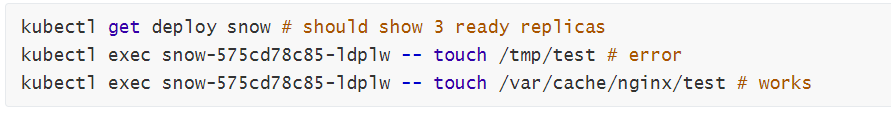 kubectl get deploy snow # should show 3 ready replicas
kubectl exec snow-575cd78c85-ldplw -- touch /tmp/test # error
kubectl exec snow-575cd78c85-ldplw -- touch /var/cache/nginx/test # works